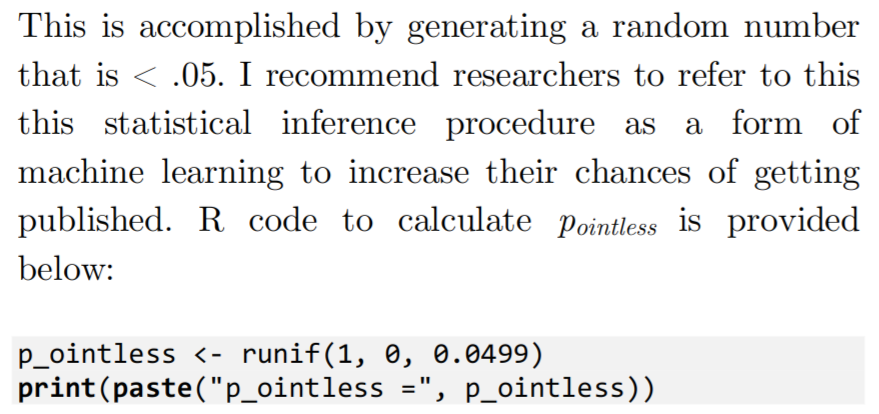 This is accomplished by generating a random number
that is < .05. I recommend researchers to refer to this
this statistical inference procedure as a form of
machine learning to increase their chances of getting
published. R code to calculate pointless is provided
below:
p_ointless <- runif(1, 0, 0.0499)
print(paste("p_ointless =", p_ointless))